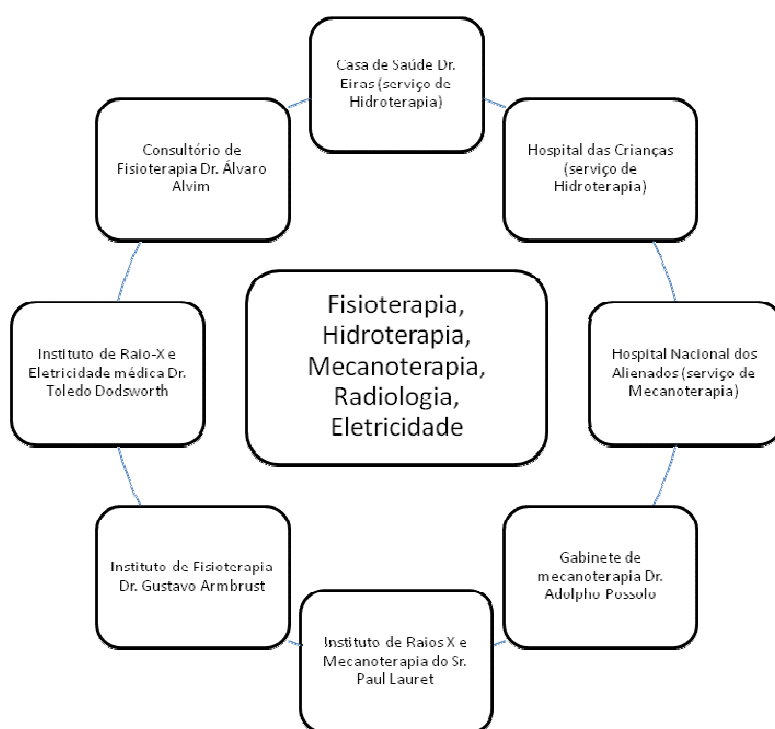 Casa de Saúde Dr.
Eiras (serviço de
Hidroterapia)
Hospital das Crianças
(serviço de
Hidroterapia)
Hospital Nacional dos
Alienados (serviço de
Mecanoterapia)
Gabinete de
mecanoterapia Dr.
Adolpho Possolo
Instituto de Raios X e
Mecanoterapia do Sr.
Paul Lauret
Instituto de Fisioterapia
Dr. Gustavo Armbrust
Instituto de Raio-X e
Eletricidade médica Dr.
Toledo Dodsworth
Consultório de
Fisioterapia Dr. Álvaro
Alvim
Fisioterapia,
Hidroterapia,
Mecanoterapia,
Radiologia,
Eletricidade